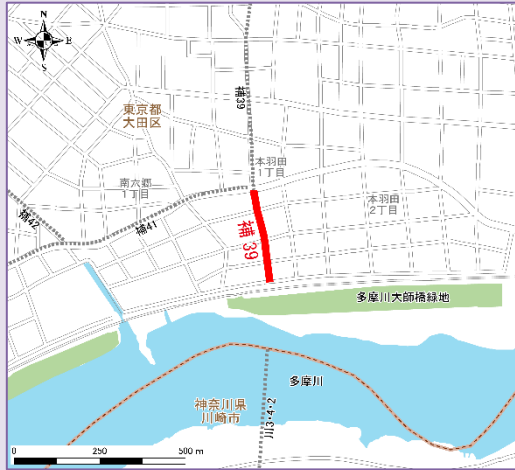 N
W
E
S
補39
東京都
大田区
本羽田
1丁目
南六郷
1丁目
本羽田
2丁目
補42
補41
補39
多摩川大師橋緑地
多摩川
神奈川県
川崎市
川3・4・2
0 250 500 m